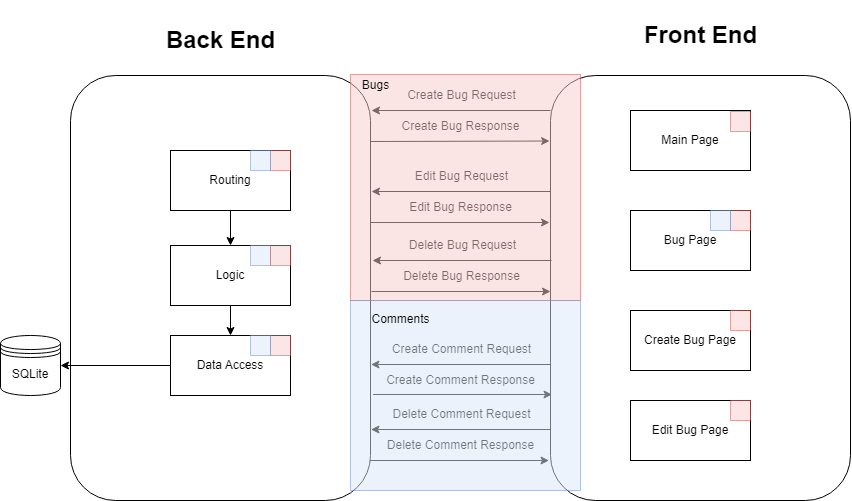 Back End
Front End
Bugs
Create Bug Request
Create Bug Response
Edit Bug Request
Edit Bug Response
Delete Bug Request
Delete Bug Response
Comments
Create Comment Request
Create Comment Response
Delete Comment Request
Delete Comment Response
Routing
Logic
Data Access
SQLite
Main Page
Bug Page
Create Bug Page
Edit Bug Page